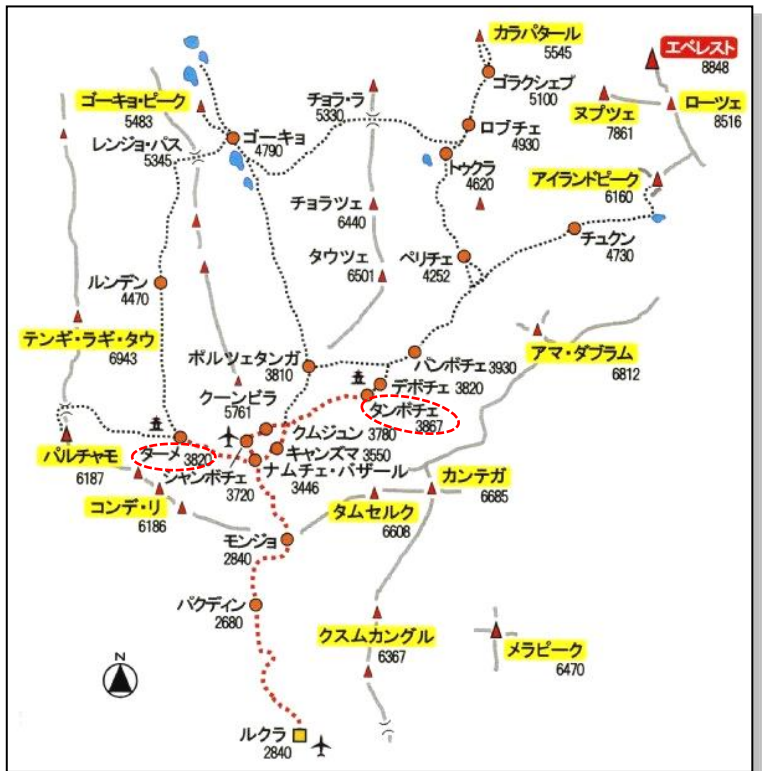 カラパタール
5545
エベレスト
8848
ゴラクシェプ
5100
ゴーキョ・ピーク
5483
チョラ・ラ
5330
ヌプツェ
7861
ローツェ
8516
ロブチェ
4930
ゴーキョ
4790
レンジョ・パス
5345
トゥクラ
4620
アイランドピーク
6160
チョラツェ
6440
チュクン
4730
タウツェ
6501
ペリチェ
4252
ルンデン
4470
テンギ・ラギ・タウ
6943
アマ・ダブラム
6812
ポルツェタンガ
3810
パンボチェ 3930
デボチェ 3820
クーンビラ
5761
タンボチェ
3867
クムジュン
3780
キャンズマ 3550
ターメ 3820
シャンボチェ
3720
ナムチェ・バザール
3446
パルチャモ
6187
カンテガ
6685
コンデ・リ
6186
タムセルク
6608
モンジョ
2840
パクディン
2680
クスムカングル
6367
メラピーク
6470
N
ルクラ
2840